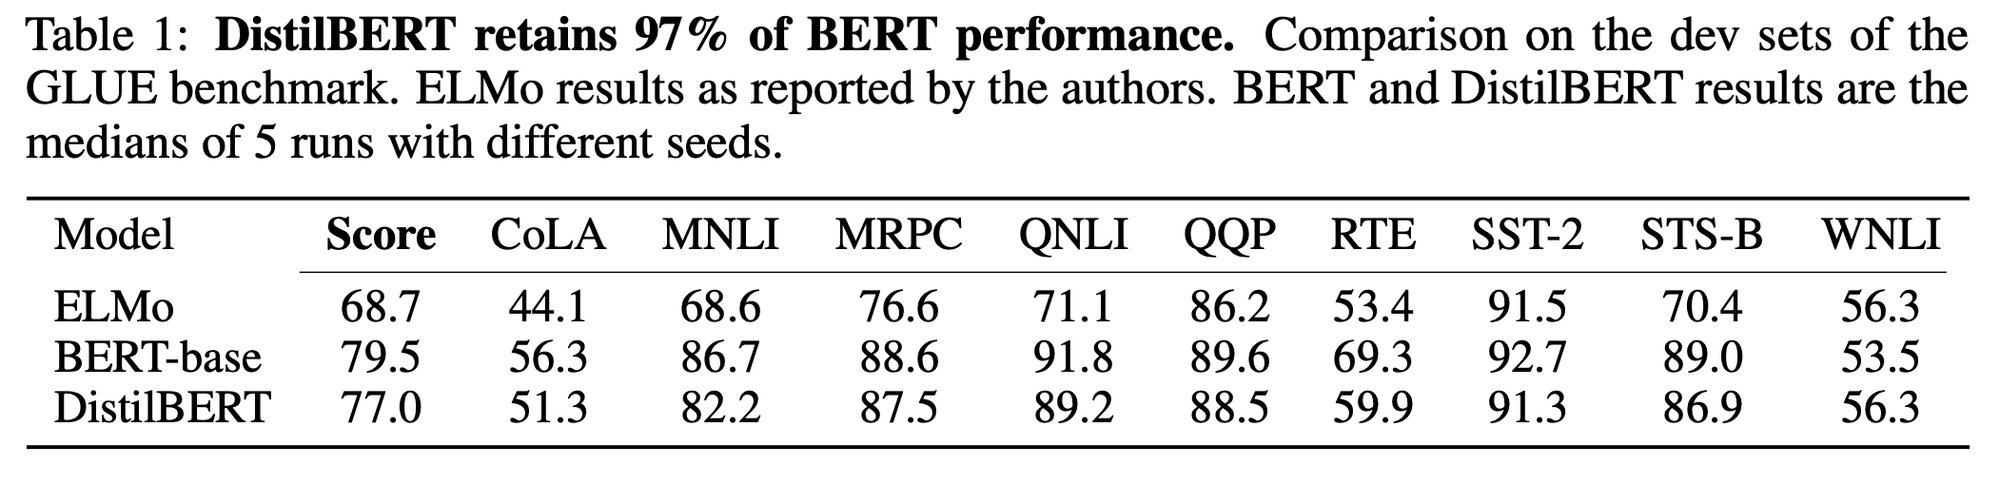 Table 1: DistilBERT retains 97% of BERT performance. Comparison on the dev sets of the
GLUE benchmark. ELMo results as reported by the authors. BERT and DistilBERT results are the
medians of 5 runs with different seeds.
Model Score CoLA MNLI MRPC QNLI QQP RTE SST-2 STS-B WNLI
ELMo 68.7 44.1 68.6 76.6 71.1 86.2 53.4 91.5 70.4 56.3
BERT-base 79.5 56.3 86.7 88.6 91.8 89.6 69.3 92.7 89.0 53.5
DistilBERT 77.0 51.3 82.2 87.5 89.2 88.5 59.9 91.3 86.9 56.3